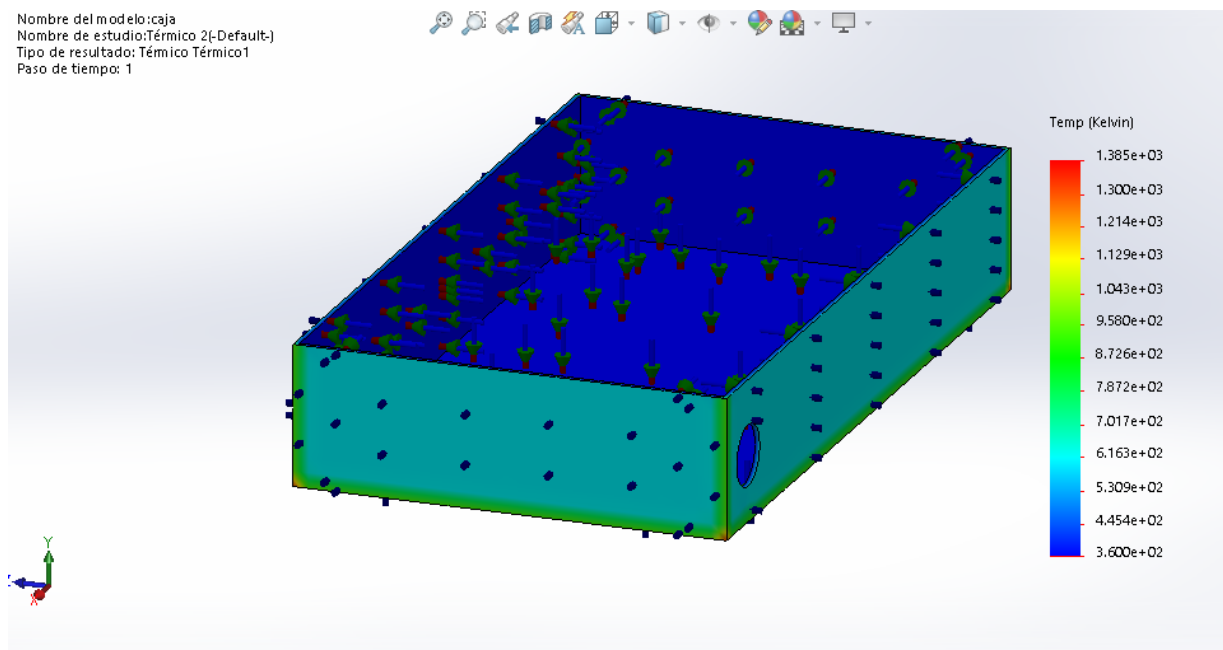 Nombre del modelo:caja
Nombre de estudio:Térmico 2(-Default-)
Tipo de resultado: Térmico Térmico1
Paso de tiempo: 1
Temp (Kelvin)
1.385e+03
1.300e+03
1.214e+03
1.129e+03
1.043e+03
9.580e+02
8.726e+02
7.872e+02
7.017e+02
6.163e+02
5.309e+02
4.454e+02
3.600e+02
Y
Z
X